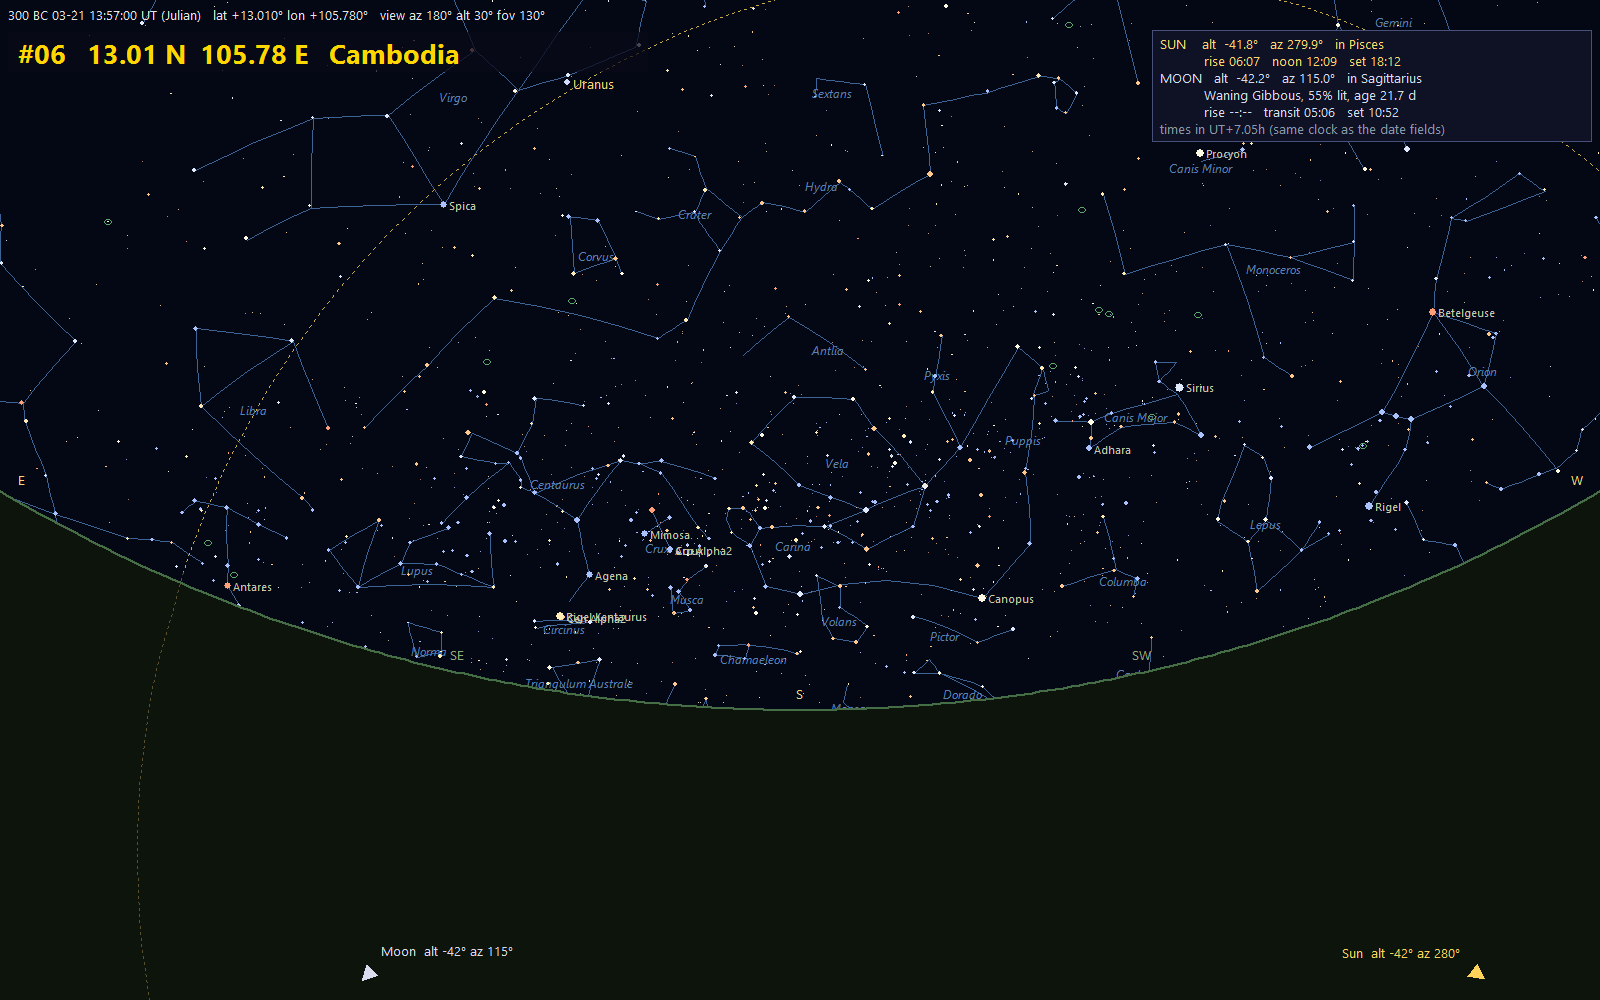 300 BC 03-21 13:57:00 UT (Julian)   lat +13.010° lon +105.780°   view az 180° alt 30° fov 130°
#06   13.01 N  105.78 E   Cambodia
SUN    alt  -41.8°   az 279.9°   in Pisces
rise 06:07   noon 12:09   set 18:12
MOON   alt  -42.2°   az 115.0°   in Sagittarius
Waning Gibbous, 55% lit, age 21.7 d
rise --:--   transit 05:06   set 10:52
times in UT+7.05h (same clock as the date fields)
Gemini
Uranus
Virgo
Sextans
Procyon
Canis Minor
Hydra
Spica
Crater
Corvus
Monoceros
Betelgeuse
Antlia
Pyxis
Orion
Sirius
Libra
Canis Major
Puppis
Adhara
Vela
E
W
Centaurus
Rigel
Lepus
Mimosa
Crux
Carina
Lupus
Agena
Antares
Columba
Musca
Canopus
Rigel Kentaurus
Circinus
Volans
Pictor
Norma
SE
SW
Chamaeleon
Triangulum Australe
S
Dorado
Moon  alt -42° az 115°
Sun  alt -42° az 280°